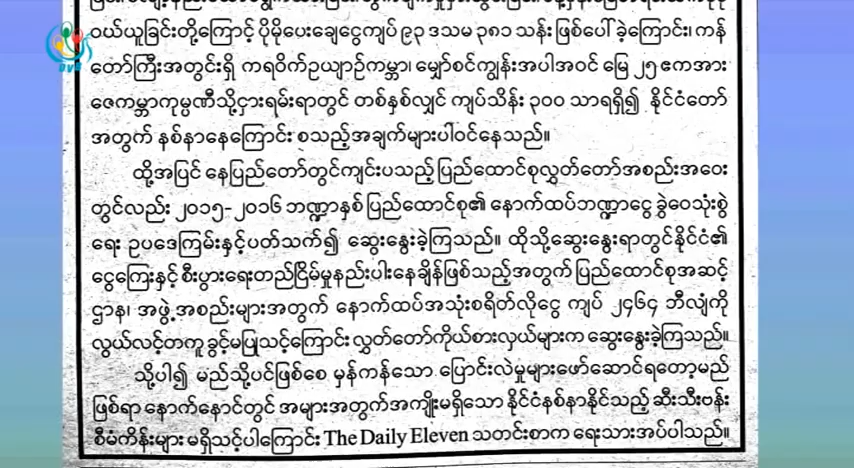 ဝယ်ယူခြင်းတို့ကြောင့် ပိုမိုပေးချေငွေကျပ် ၉၃ ဒသမ ၃၈၁ သန်း ဖြစ်ပေါ်ခဲ့ကြောင်း၊ ကန်
တော်ကြီးအတွင်းရှိ ကရဝိက်ဥယျာဉ်ကမ္ဘာ၊ မျှော်စင်ကျွန်းအပါအဝင် မြေ ၂၅ ဧကအား
ဇေကမ္ဘာကုမ္ပဏီသို့ငှားရမ်းရာတွင် တစ်နှစ်လျှင် ကျပ်သိန်း ၃၀၀ သာရရှိ၍ နိုင်ငံတော်
အတွက် နစ်နာနေကြောင်း စသည့်အချက်များပါဝင်နေသည်။
ထို့အပြင် နေပြည်တော်တွင်ကျင်းပသည့် ပြည်ထောင်စုလွှတ်တော်အစည်းအဝေး
တွင်လည်း ၂၀၁၅-၂၀၁၆ ဘဏ္ဍာနှစ် ပြည်ထောင်စု၏ နောက်ထပ်ဘဏ္ဍာငွေ ခွဲဝေသုံးစွဲ
ရေး ဥပဒေကြမ်းနှင့်ပတ်သက်၍ ဆွေးနွေးခဲ့ကြသည်။ ထိုသို့ဆွေးနွေးရာတွင်နိုင်ငံ၏
ငွေကြေးနှင့် စီးပွားရေးတည်ငြိမ်မှုနည်းပါးနေချိန်ဖြစ်သည့်အတွက် ပြည်ထောင်စုအဆင့်
ဌာန၊ အဖွဲ့အစည်းများအတွက် နောက်ထပ်အသုံးစရိတ်လိုငွေ ကျပ် ၂၄၆၄ ဘီလျံကို
လွယ်လင့်တကူ ခွင့်မပြုသင့်ကြောင်း လွှတ်တော်ကိုယ်စားလှယ်များက ဆွေးနွေးခဲ့ကြသည်။
သို့ပါ၍ မည်သို့ပင်ဖြစ်စေ မှန်ကန်သော ပြောင်းလဲမှုများဖော်ဆောင်ရတော့မည်
ဖြစ်ရာ နောက်နောင်တွင် အများအတွက်အကျိုးမရှိသော နိုင်ငံနစ်နာနိုင်သည့် ဆီးသီးဗန်း
စီမံကိန်းများ မရှိသင့်ပါကြောင်း The Daily Eleven သတင်းစာက ရေးသားအပ်ပါသည်။
DVB